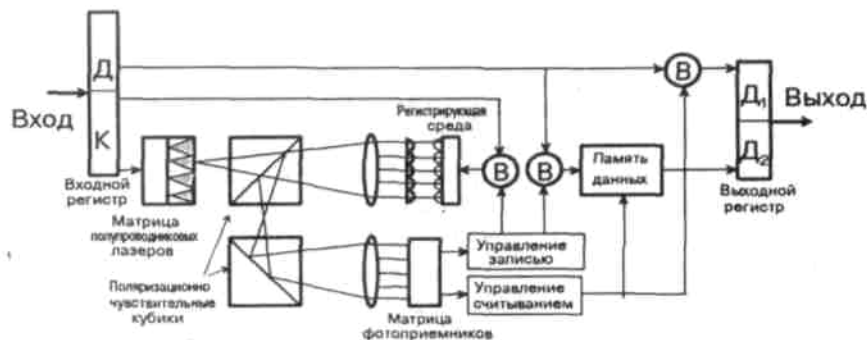 Д
К
Вход
Входной
регистр
Матрица
полупроводниковых
лазеров
Поляризационно
чувствительные
кубики
Регистрирующая
среда
В
В
В
Память
данных
Управление
записью
Управление
считыванием
Матрица
фотоприемников
Д1
Д2
Выход
Выходной
регистр